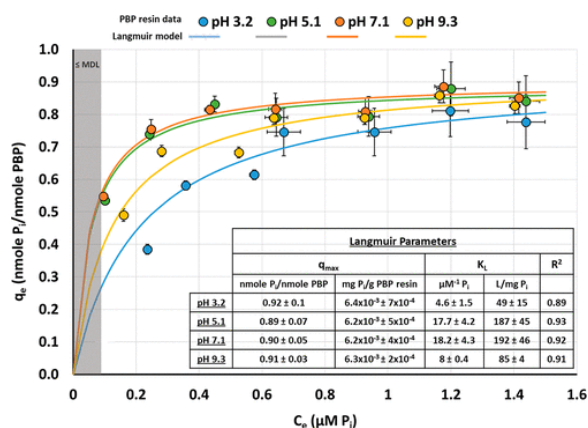 PBP resin data pH 3.2 pH 5.1 pH 7.1 pH 9.3
Langmuir model
≤ MDL
1.0
0.9
0.8
0.7
0.6
0.5
0.4
0.3
0.2
0.1
0.0
qₑ (nmole Pᵢ/nmole PBP)
Langmuir Parameters
qₘₐₓ K_L R²
nmole Pᵢ/nmole PBP mg Pᵢ/g PBP resin µM⁻¹ Pᵢ L/mg Pᵢ
pH 3.2 0.92 ± 0.1 6.4x10⁻³ ± 7x10⁻⁴ 4.6 ± 1.5 49 ± 15 0.89
pH 5.1 0.89 ± 0.07 6.2x10⁻³ ± 5x10⁻⁴ 17.7 ± 4.2 187 ± 45 0.93
pH 7.1 0.90 ± 0.05 6.2x10⁻³ ± 4x10⁻⁴ 18.2 ± 4.3 192 ± 46 0.92
pH 9.3 0.91 ± 0.03 6.3x10⁻³ ± 2x10⁻⁴ 8 ± 0.4 85 ± 4 0.91
0 0.2 0.4 0.6 0.8 1 1.2 1.4 1.6
Cₑ (µM Pᵢ)